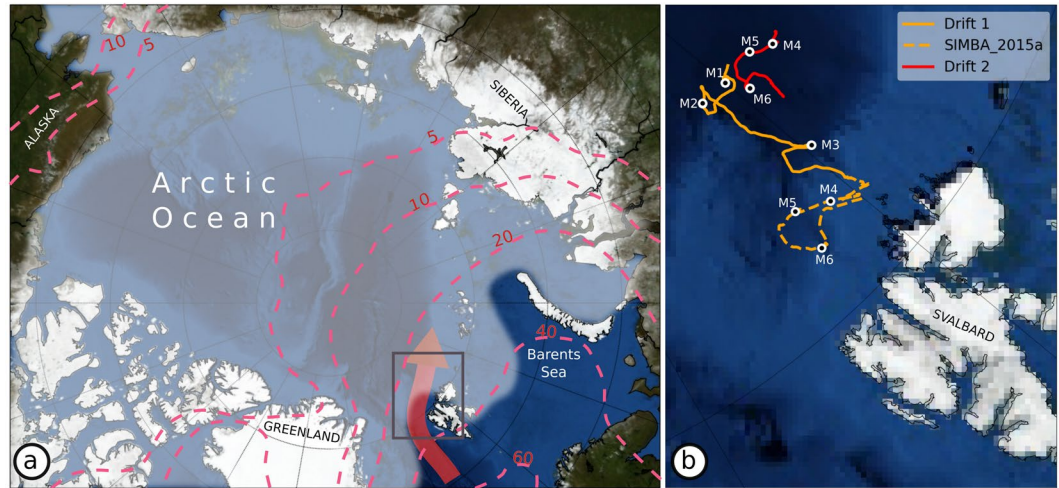 10
5
ALASKA
SIBERIA
5
Arctic
Ocean
10
20
40
Barents
Sea
GREENLAND
60
a
Drift 1
SIMBA_2015a
Drift 2
M5
M4
M1
M6
M2
M3
M4
M5
M6
SVALBARD
b